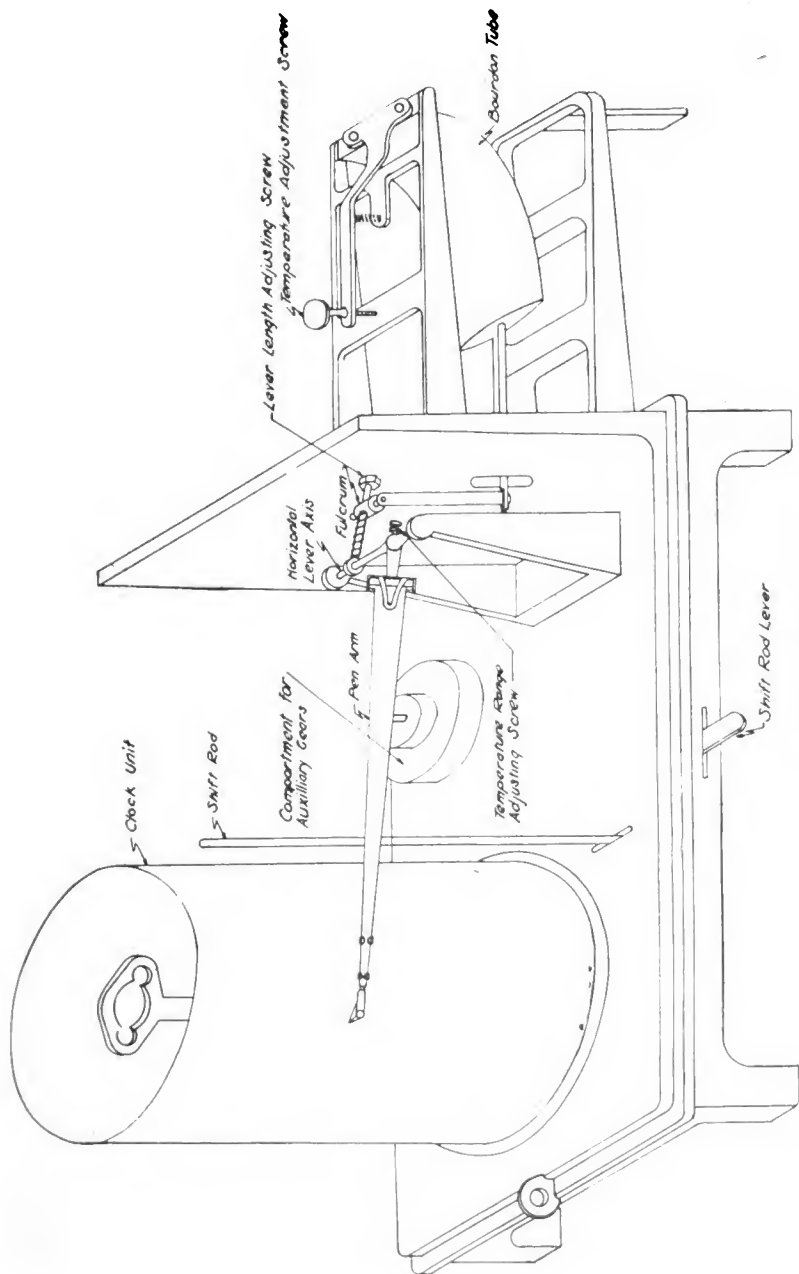 Clock Unit
Shift Rod
Compartment for
Auxilliary Gears
Pen Arm
Horizontal
Lever Axis
Fulcrum
Lever Length Adjusting Screw
Temperature Adjustment Screw
Bourdon Tube
Temperature Range
Adjusting Screw
Shift Rod Lever